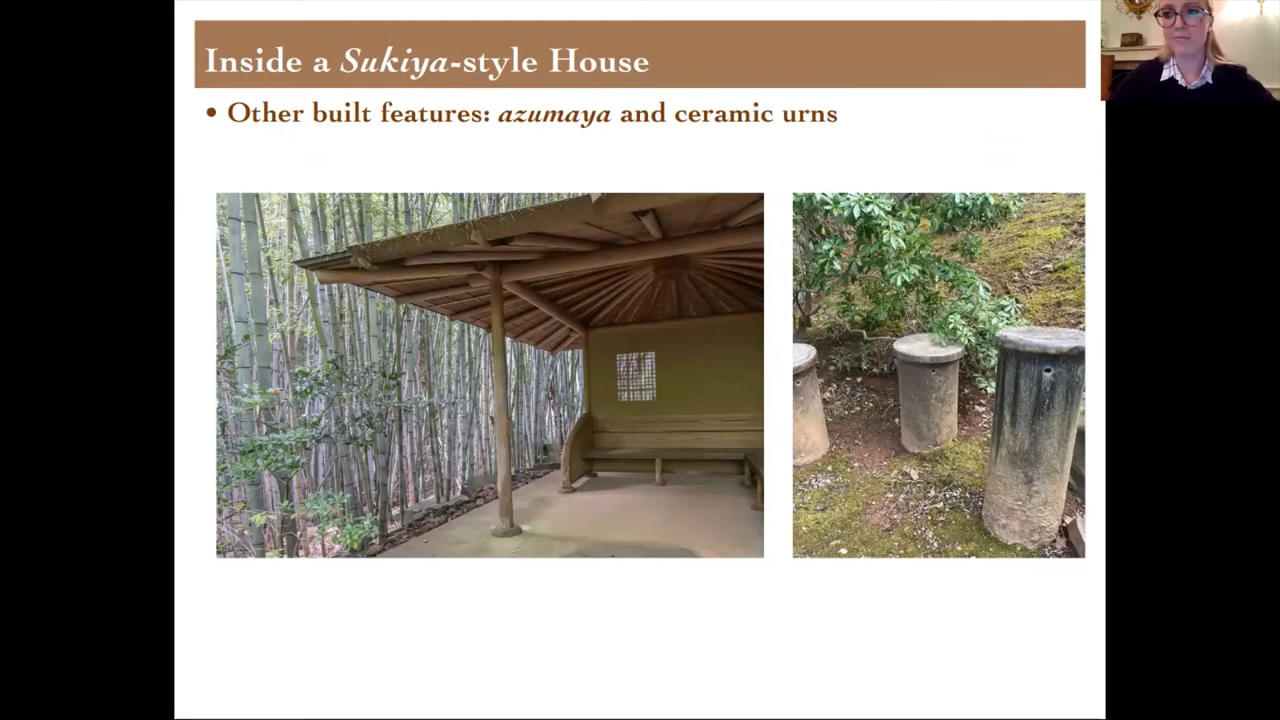 Inside a Sukiya-style House
• Other built features: azumaya and ceramic urns